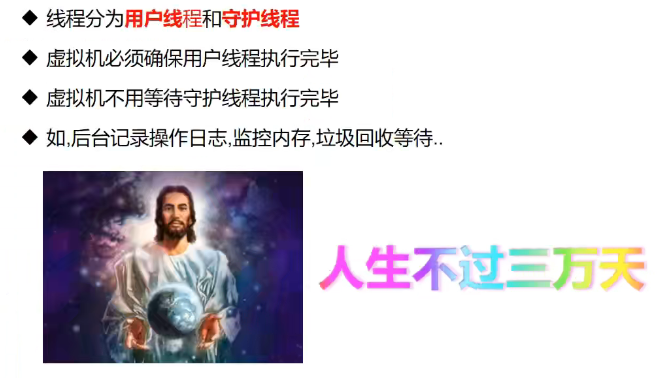 线程分为用户线程和守护线程
虚拟机必须确保用户线程执行完毕
虚拟机不用等待守护线程执行完毕
如,后台记录操作日志,监控内存,垃圾回收等待..
人生不过三万天